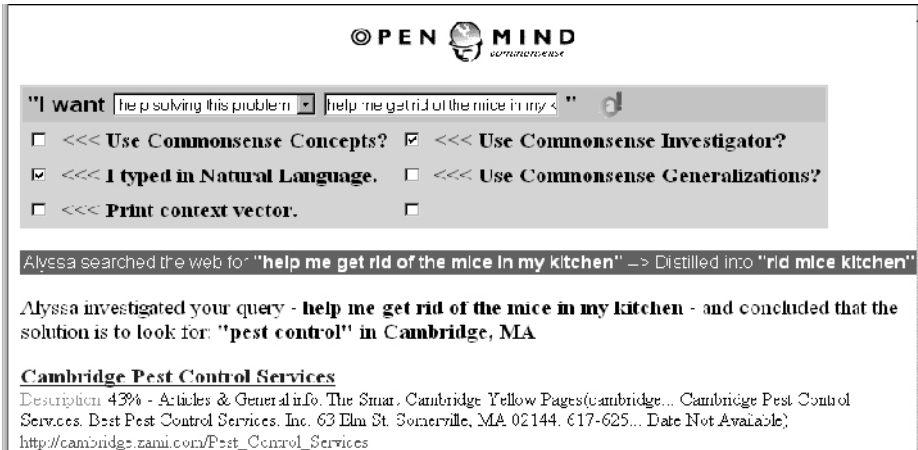 OPEN MIND
commonsense
"I want help solving this problem help me get rid of the mice in my k "
<<< Use Commonsense Concepts? <<< Use Commonsense Investigator?
<<< I typed in Natural Language. <<< Use Commonsense Generalizations?
<<< Print context vector.
Alyssa searched the web for "help me get rid of the mice in my kitchen" --> Distilled into "rid mice kitchen"
Alyssa investigated your query - help me get rid of the mice in my kitchen - and concluded that the
solution is to look for: "pest control" in Cambridge, MA
Cambridge Pest Control Services
Description 43% - Articles & General info. The Smart Cambridge Yellow Pages(cambridge... Cambridge Pest Control
Services. Best Pest Control Services, Inc. 63 Elm St. Somerville, MA 02144. 617-625... Date Not Available)
http://cambridge.zami.com/Pest_Control_Services